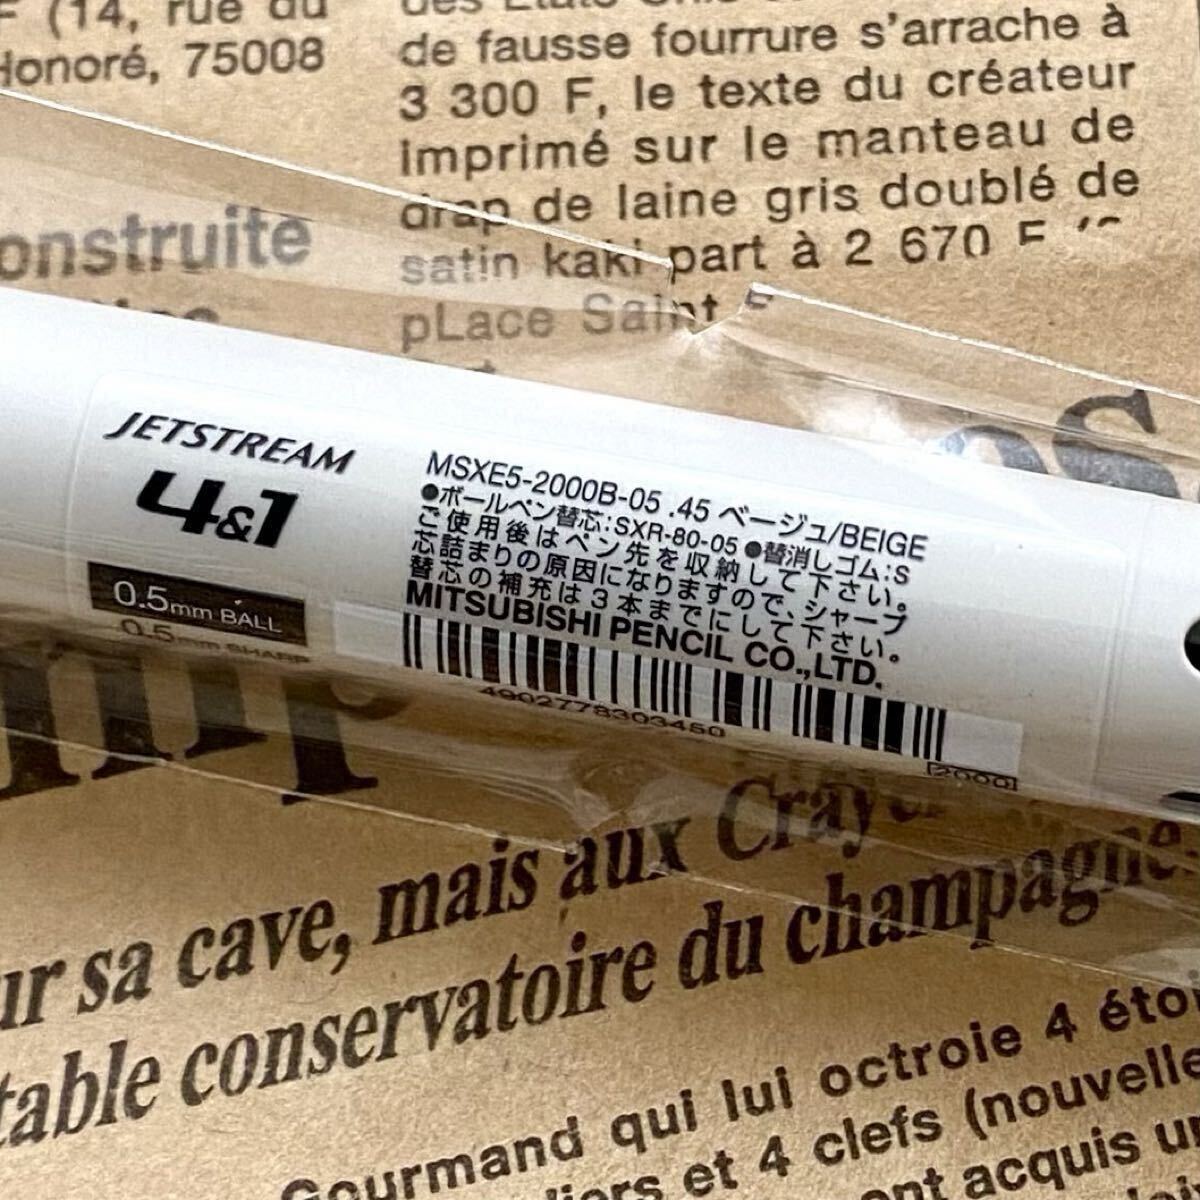 (14, rue du
Honoré, 75008
de fausse fourrure s'arrache à
3 300 F, le texte du créateur
imprimé sur le manteau de
drap de laine gris doublé de
satin kaki part à 2 670 F
pLace Saint
onstruite
JETSTREAM
4&1
0.5mm BALL
0.5mm SHARP
MSXE5-2000B-05 .45 ベージュ/BEIGE
●ボールペン替芯:SXR-80-05 ●替消しゴム:S
ご使用後はペン先を収納して下さい。
芯詰まりの原因になりますので、シャープ
替芯の補充は3本までにして下さい。
MITSUBISHI PENCIL CO.,LTD.
4902778303450
2000
ur sa cave, mais aux Craye
table conservatoire du champagne.
Gourmand qui lui octroie 4 étoi
iers et 4 clefs (nouvelle
ent acquis u